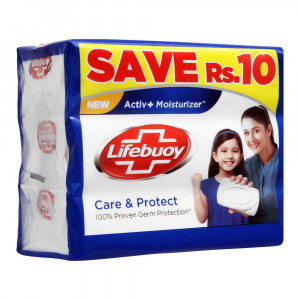 SAVE Rs.10
NEW Activ+ Moisturizer*
Lifebuoy
Care & Protect
100% Proven Germ Protection*